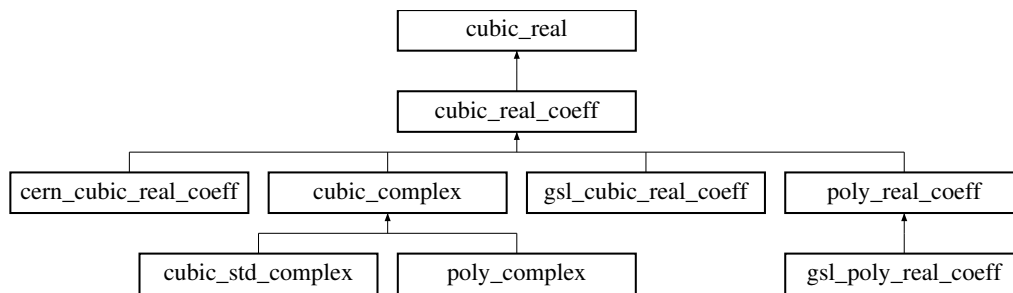 cubic_real
cubic_real_coeff
cern_cubic_real_coeff
cubic_complex
gsl_cubic_real_coeff
poly_real_coeff
cubic_std_complex
poly_complex
gsl_poly_real_coeff